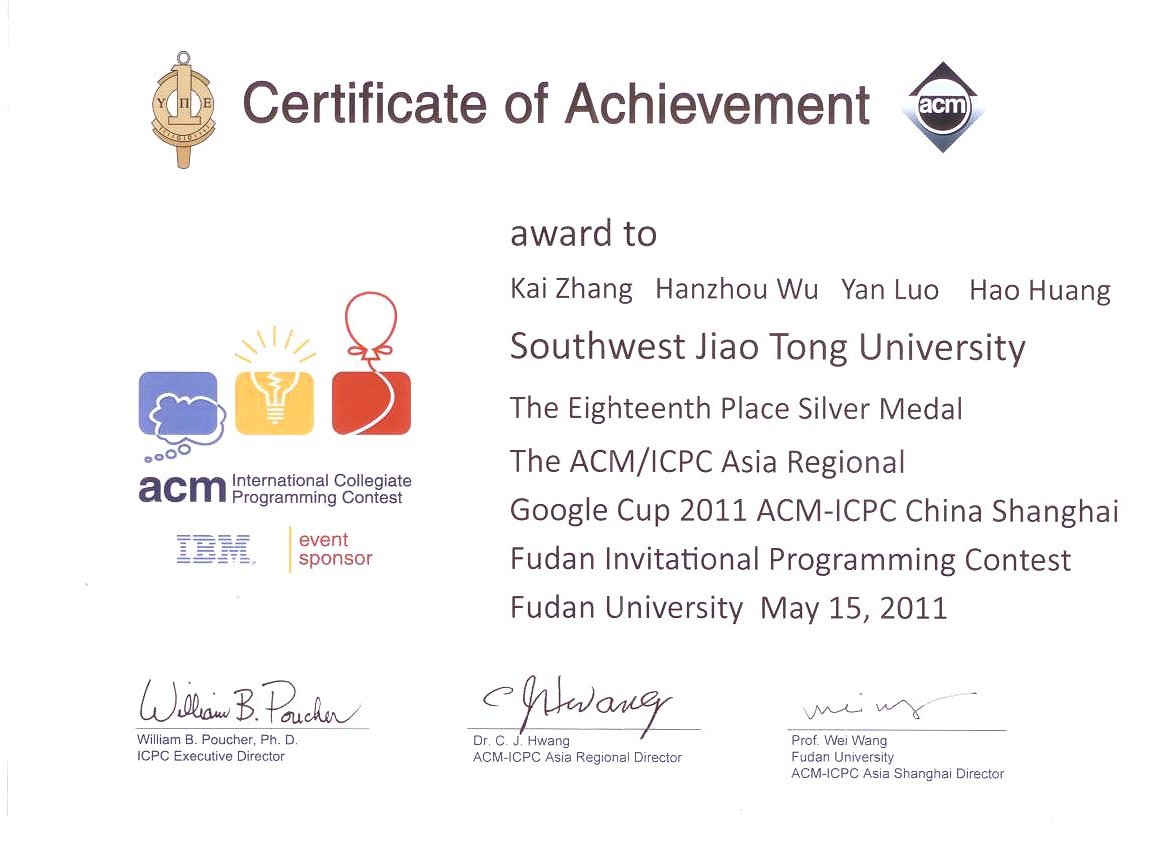 Υ Π Ε
Certificate of Achievement
acm
award to
Kai Zhang Hanzhou Wu Yan Luo Hao Huang
Southwest Jiao Tong University
The Eighteenth Place Silver Medal
The ACM/ICPC Asia Regional
Google Cup 2011 ACM-ICPC China Shanghai
Fudan Invitational Programming Contest
Fudan University May 15, 2011
acm International Collegiate
Programming Contest
IBM.
event
sponsor
William B. Poucher
William B. Poucher, Ph. D.
ICPC Executive Director
C J Hwang
Dr. C. J. Hwang
ACM-ICPC Asia Regional Director
Prof. Wei Wang
Fudan University
ACM-ICPC Asia Shanghai Director